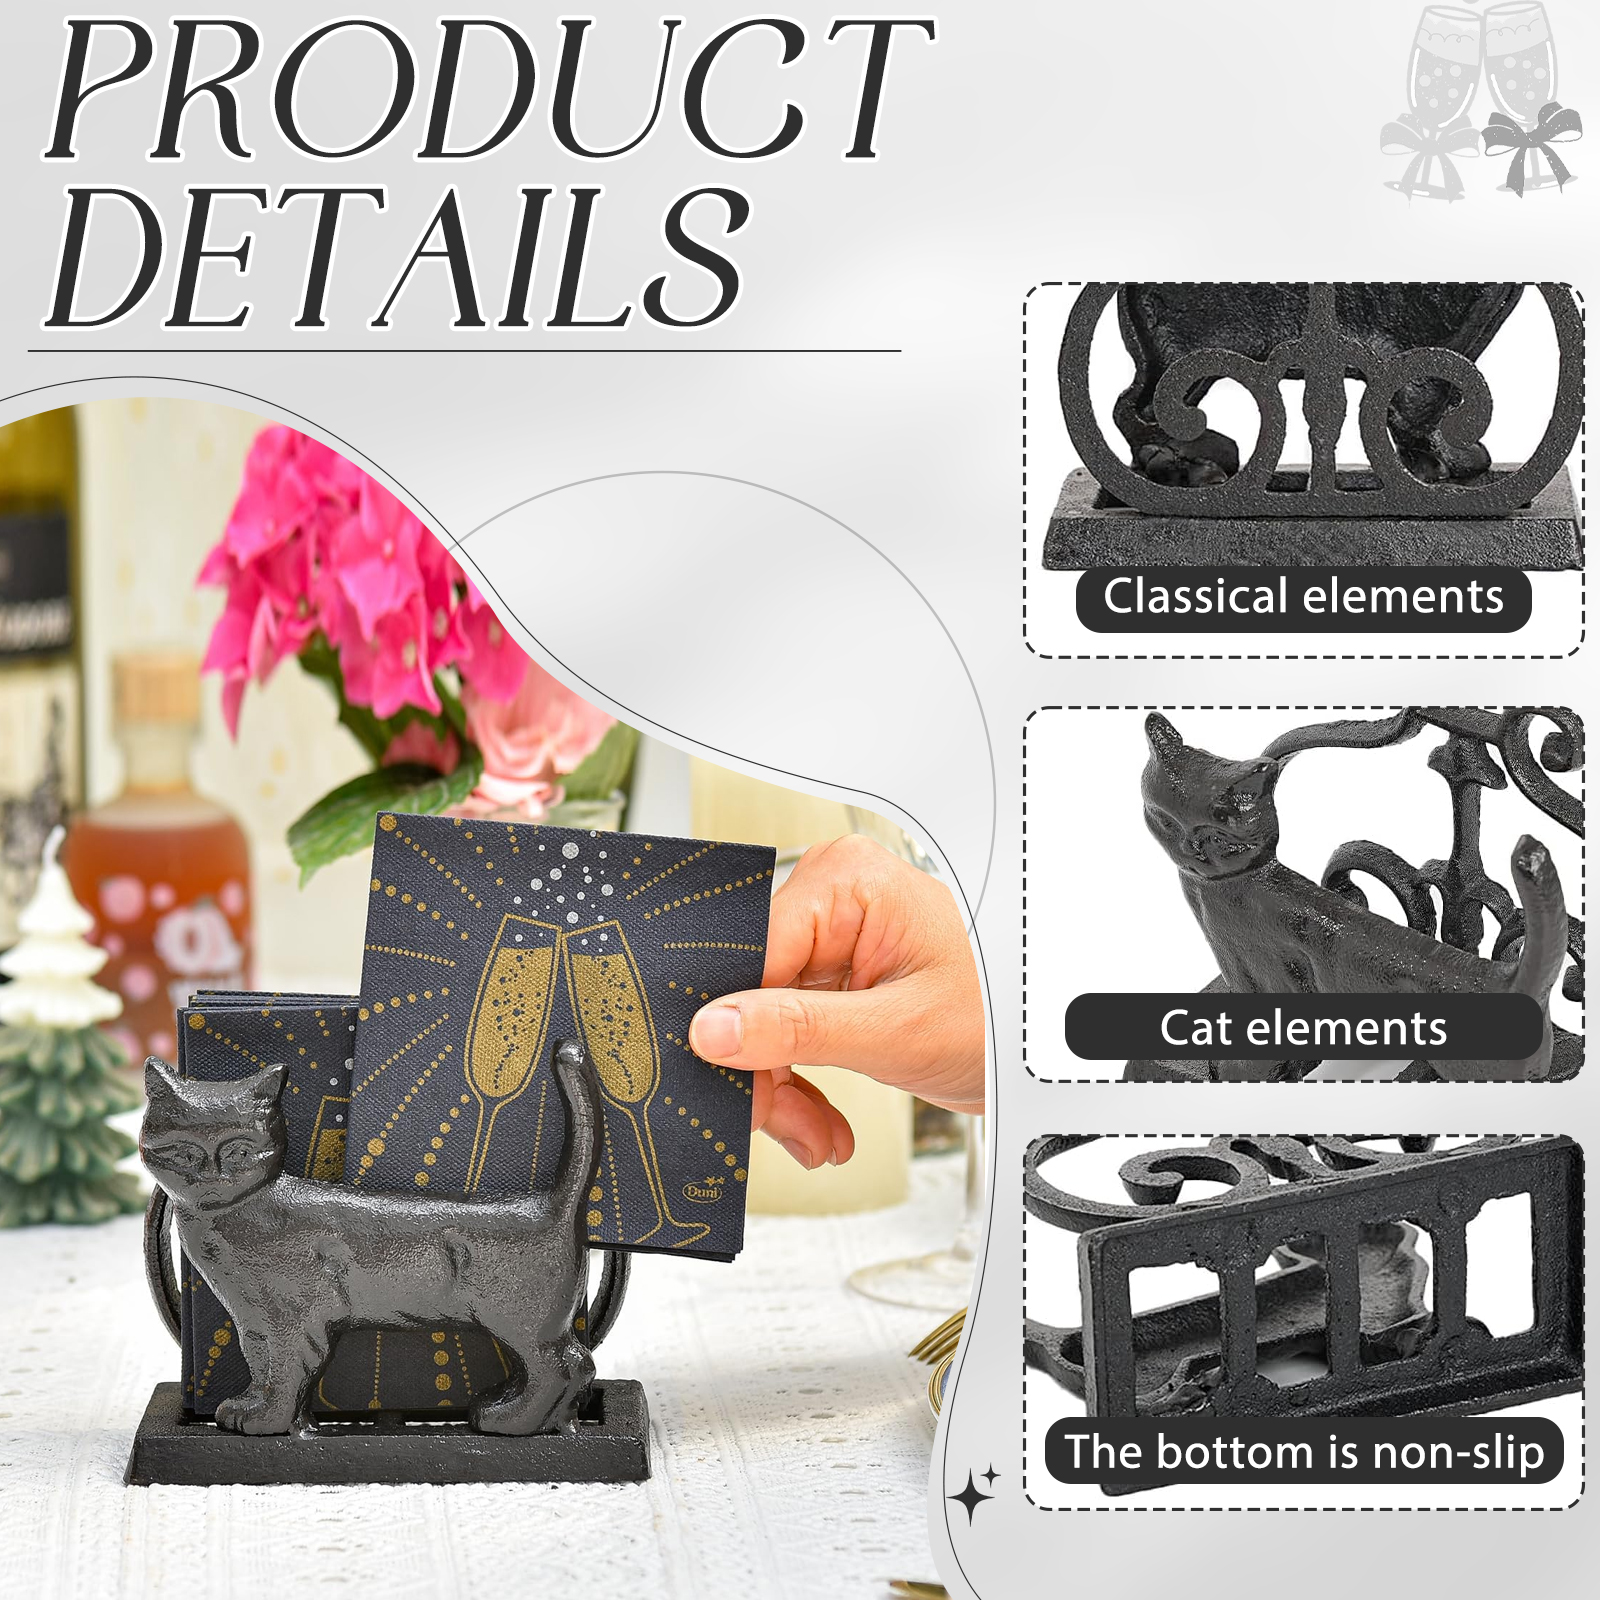 PRODUCT
DETAILS
Classical elements
Cat elements
Duni
The bottom is non-slip